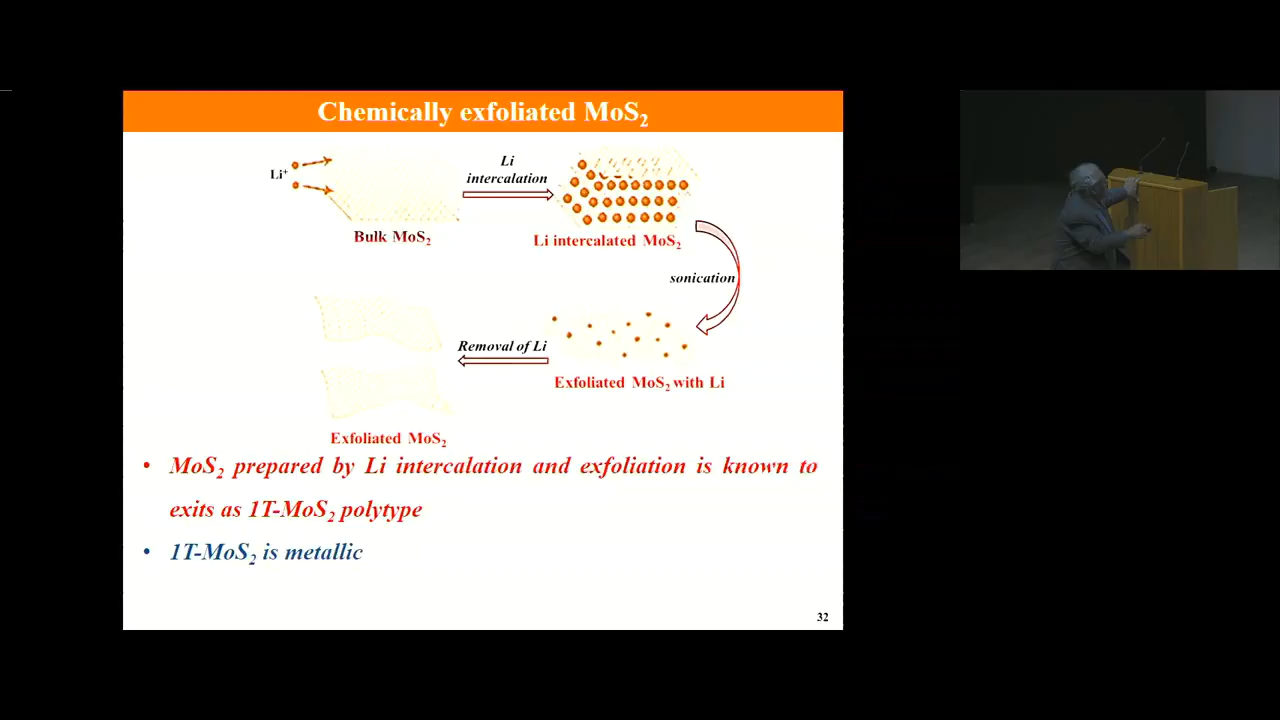 Chemically exfoliated MoS₂
Li⁺
Li
intercalation
Bulk MoS₂
Li intercalated MoS₂
sonication
Removal of Li
Exfoliated MoS₂ with Li
Exfoliated MoS₂
• MoS₂ prepared by Li intercalation and exfoliation is known to
exits as 1T-MoS₂ polytype
• 1T-MoS₂ is metallic
32